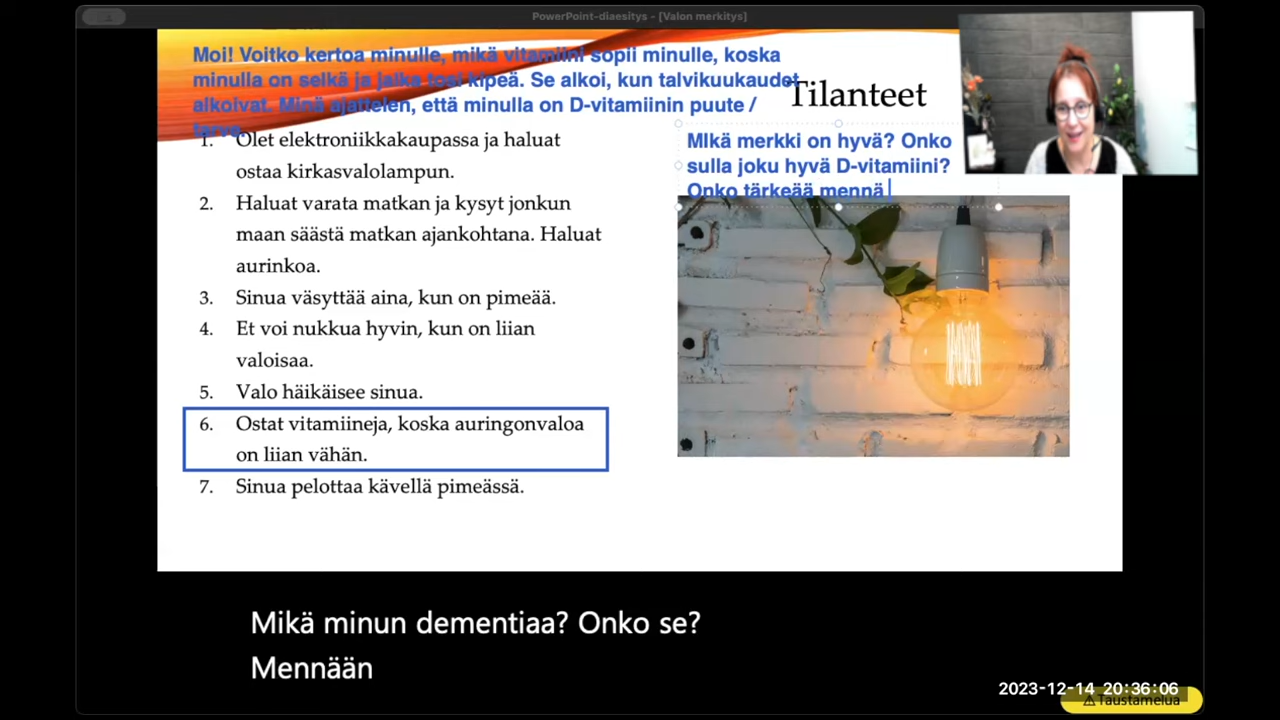 PowerPoint-diaesitys - [Valon merkitys]
Moi! Voitko kertoa minulle, mikä vitamiini sopii minulle, koska
minulla on selkä ja jalka tosi kipeä. Se alkoi, kun talvikuukaudet
alkoivat. Minä ajattelen, että minulla on D-vitamiinin puute /
tarve.
Tilanteet
MIkä merkki on hyvä? Onko
sulla joku hyvä D-vitamiini?
Onko tärkeää mennä
1. Olet elektroniikkakaupassa ja haluat
ostaa kirkasvalolampun.
2. Haluat varata matkan ja kysyt jonkun
maan säästä matkan ajankohtana. Haluat
aurinkoa.
3. Sinua väsyttää aina, kun on pimeää.
4. Et voi nukkua hyvin, kun on liian
valoisaa.
5. Valo häikäisee sinua.
6. Ostat vitamiineja, koska auringonvaloa
on liian vähän.
7. Sinua pelottaa kävellä pimeässä.
Mikä minun dementiaa? Onko se?
Mennään
2023-12-14 20:36:06
Taustamelua